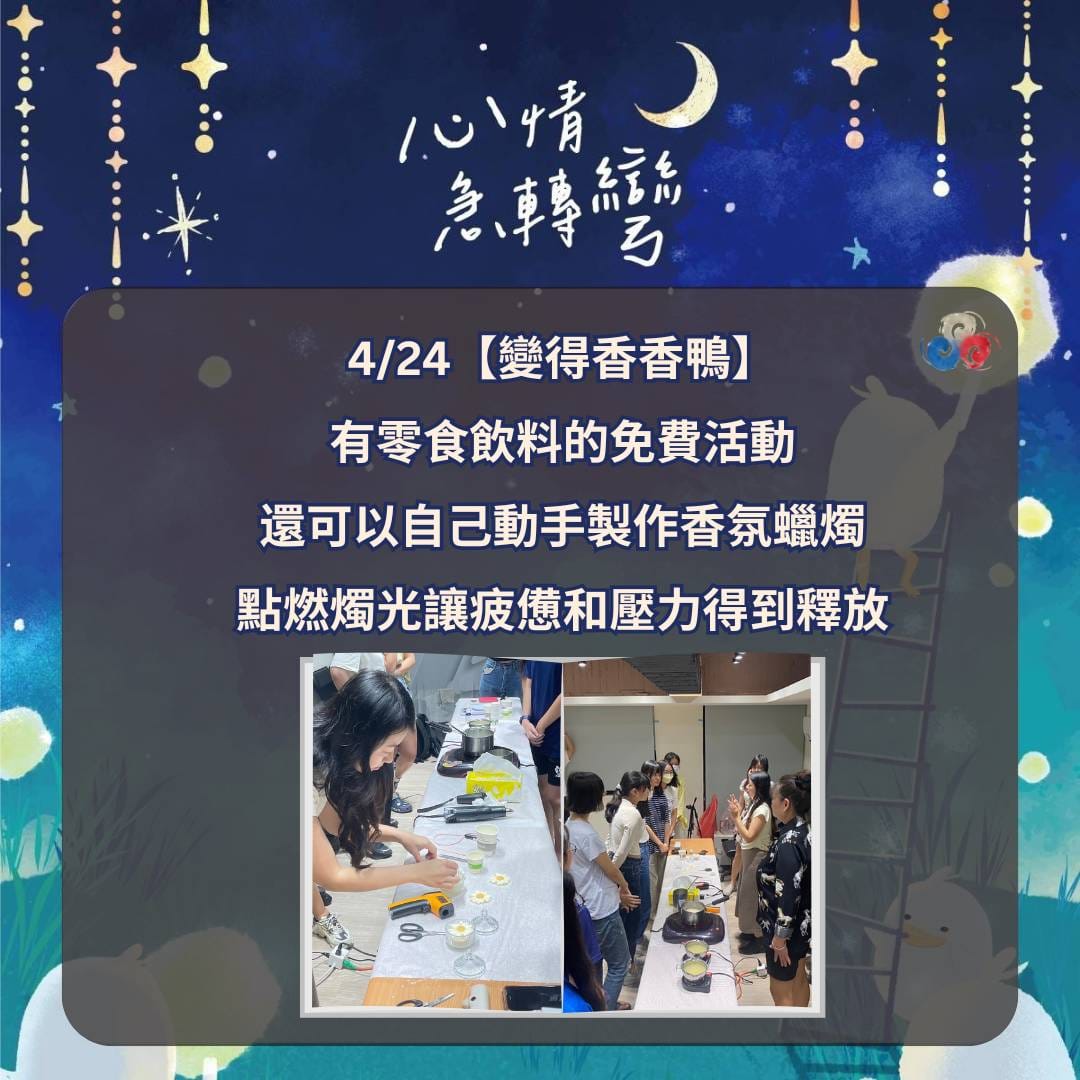 心情
急轉彎
4/24【變得香香鴨】
有零食飲料的免費活動
還可以自己動手製作香氛蠟燭
點燃燭光讓疲憊和壓力得到釋放